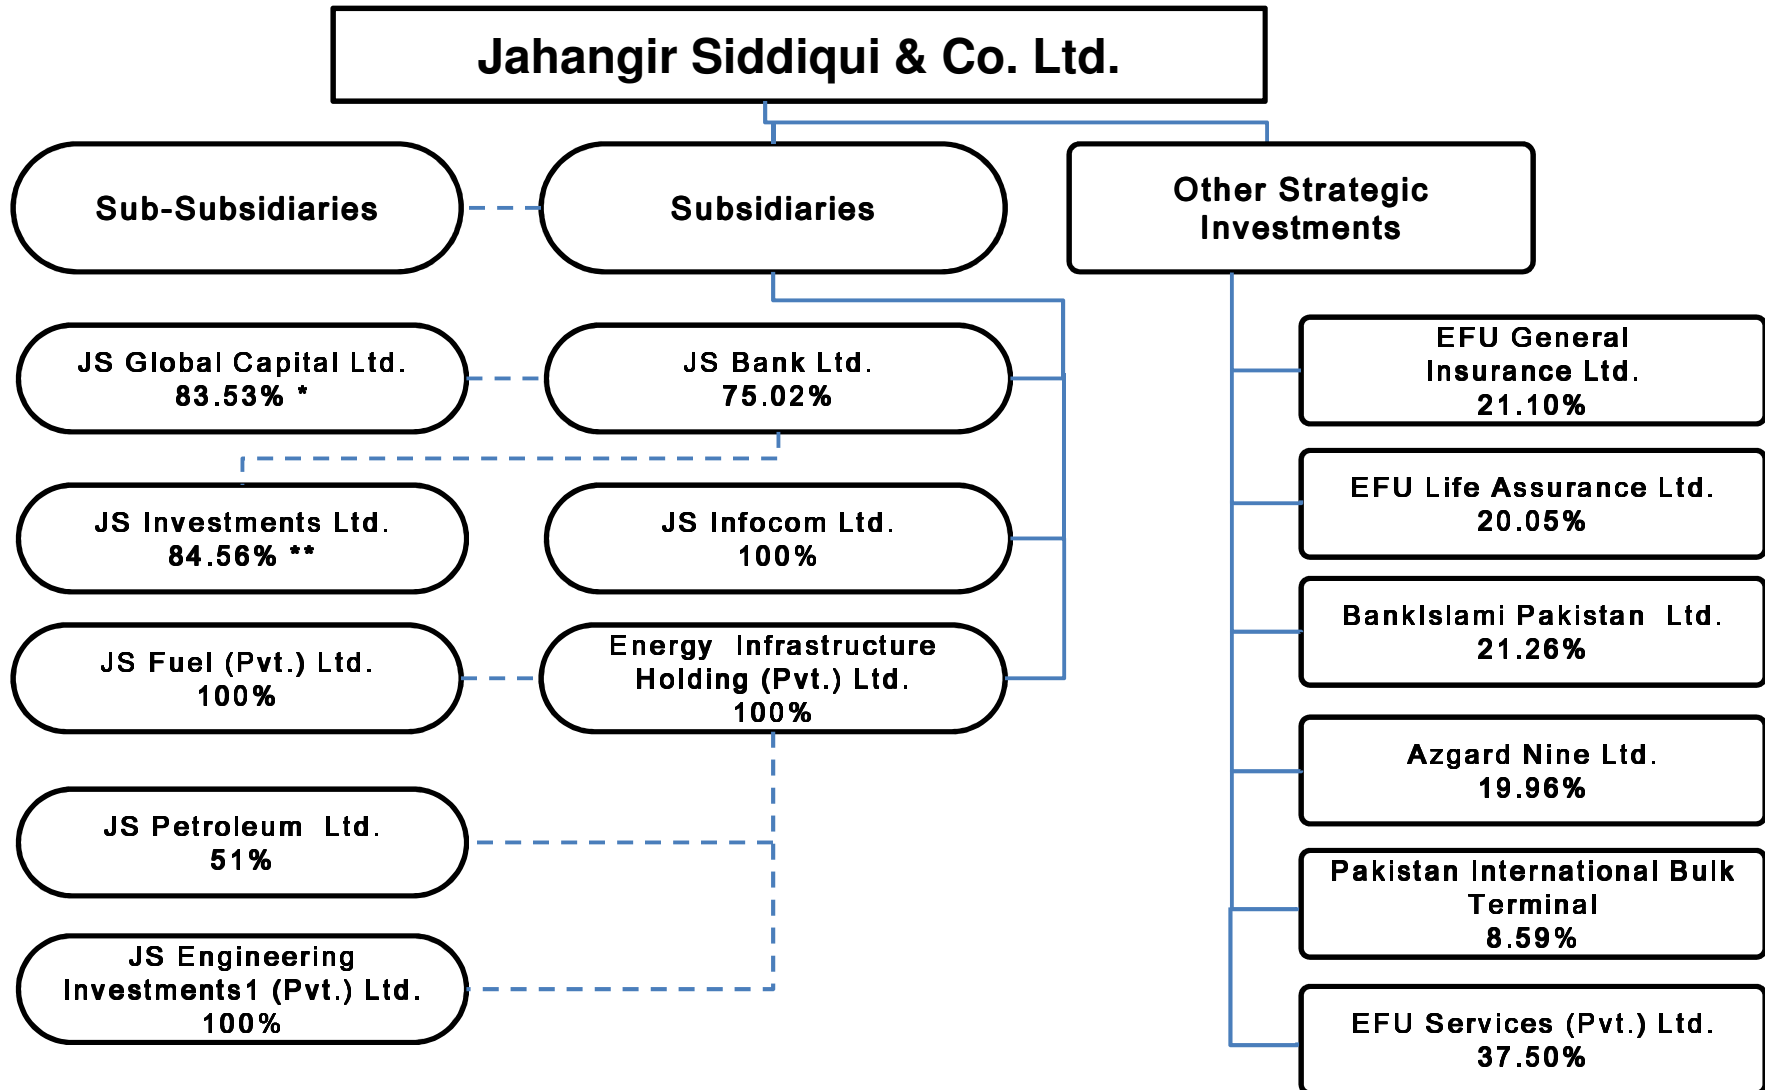 Jahangir Siddiqui & Co. Ltd.
Sub-Subsidiaries
Subsidiaries
Other Strategic
Investments
JS Global Capital Ltd.
83.53% *
JS Bank Ltd.
75.02%
EFU General
Insurance Ltd.
21.10%
JS Investments Ltd.
84.56% **
JS Infocom Ltd.
100%
EFU Life Assurance Ltd.
20.05%
JS Fuel (Pvt.) Ltd.
100%
Energy Infrastructure
Holding (Pvt.) Ltd.
100%
BankIslami Pakistan Ltd.
21.26%
Azgard Nine Ltd.
19.96%
JS Petroleum Ltd.
51%
Pakistan International Bulk
Terminal
8.59%
JS Engineering
Investments1 (Pvt.) Ltd.
100%
EFU Services (Pvt.) Ltd.
37.50%